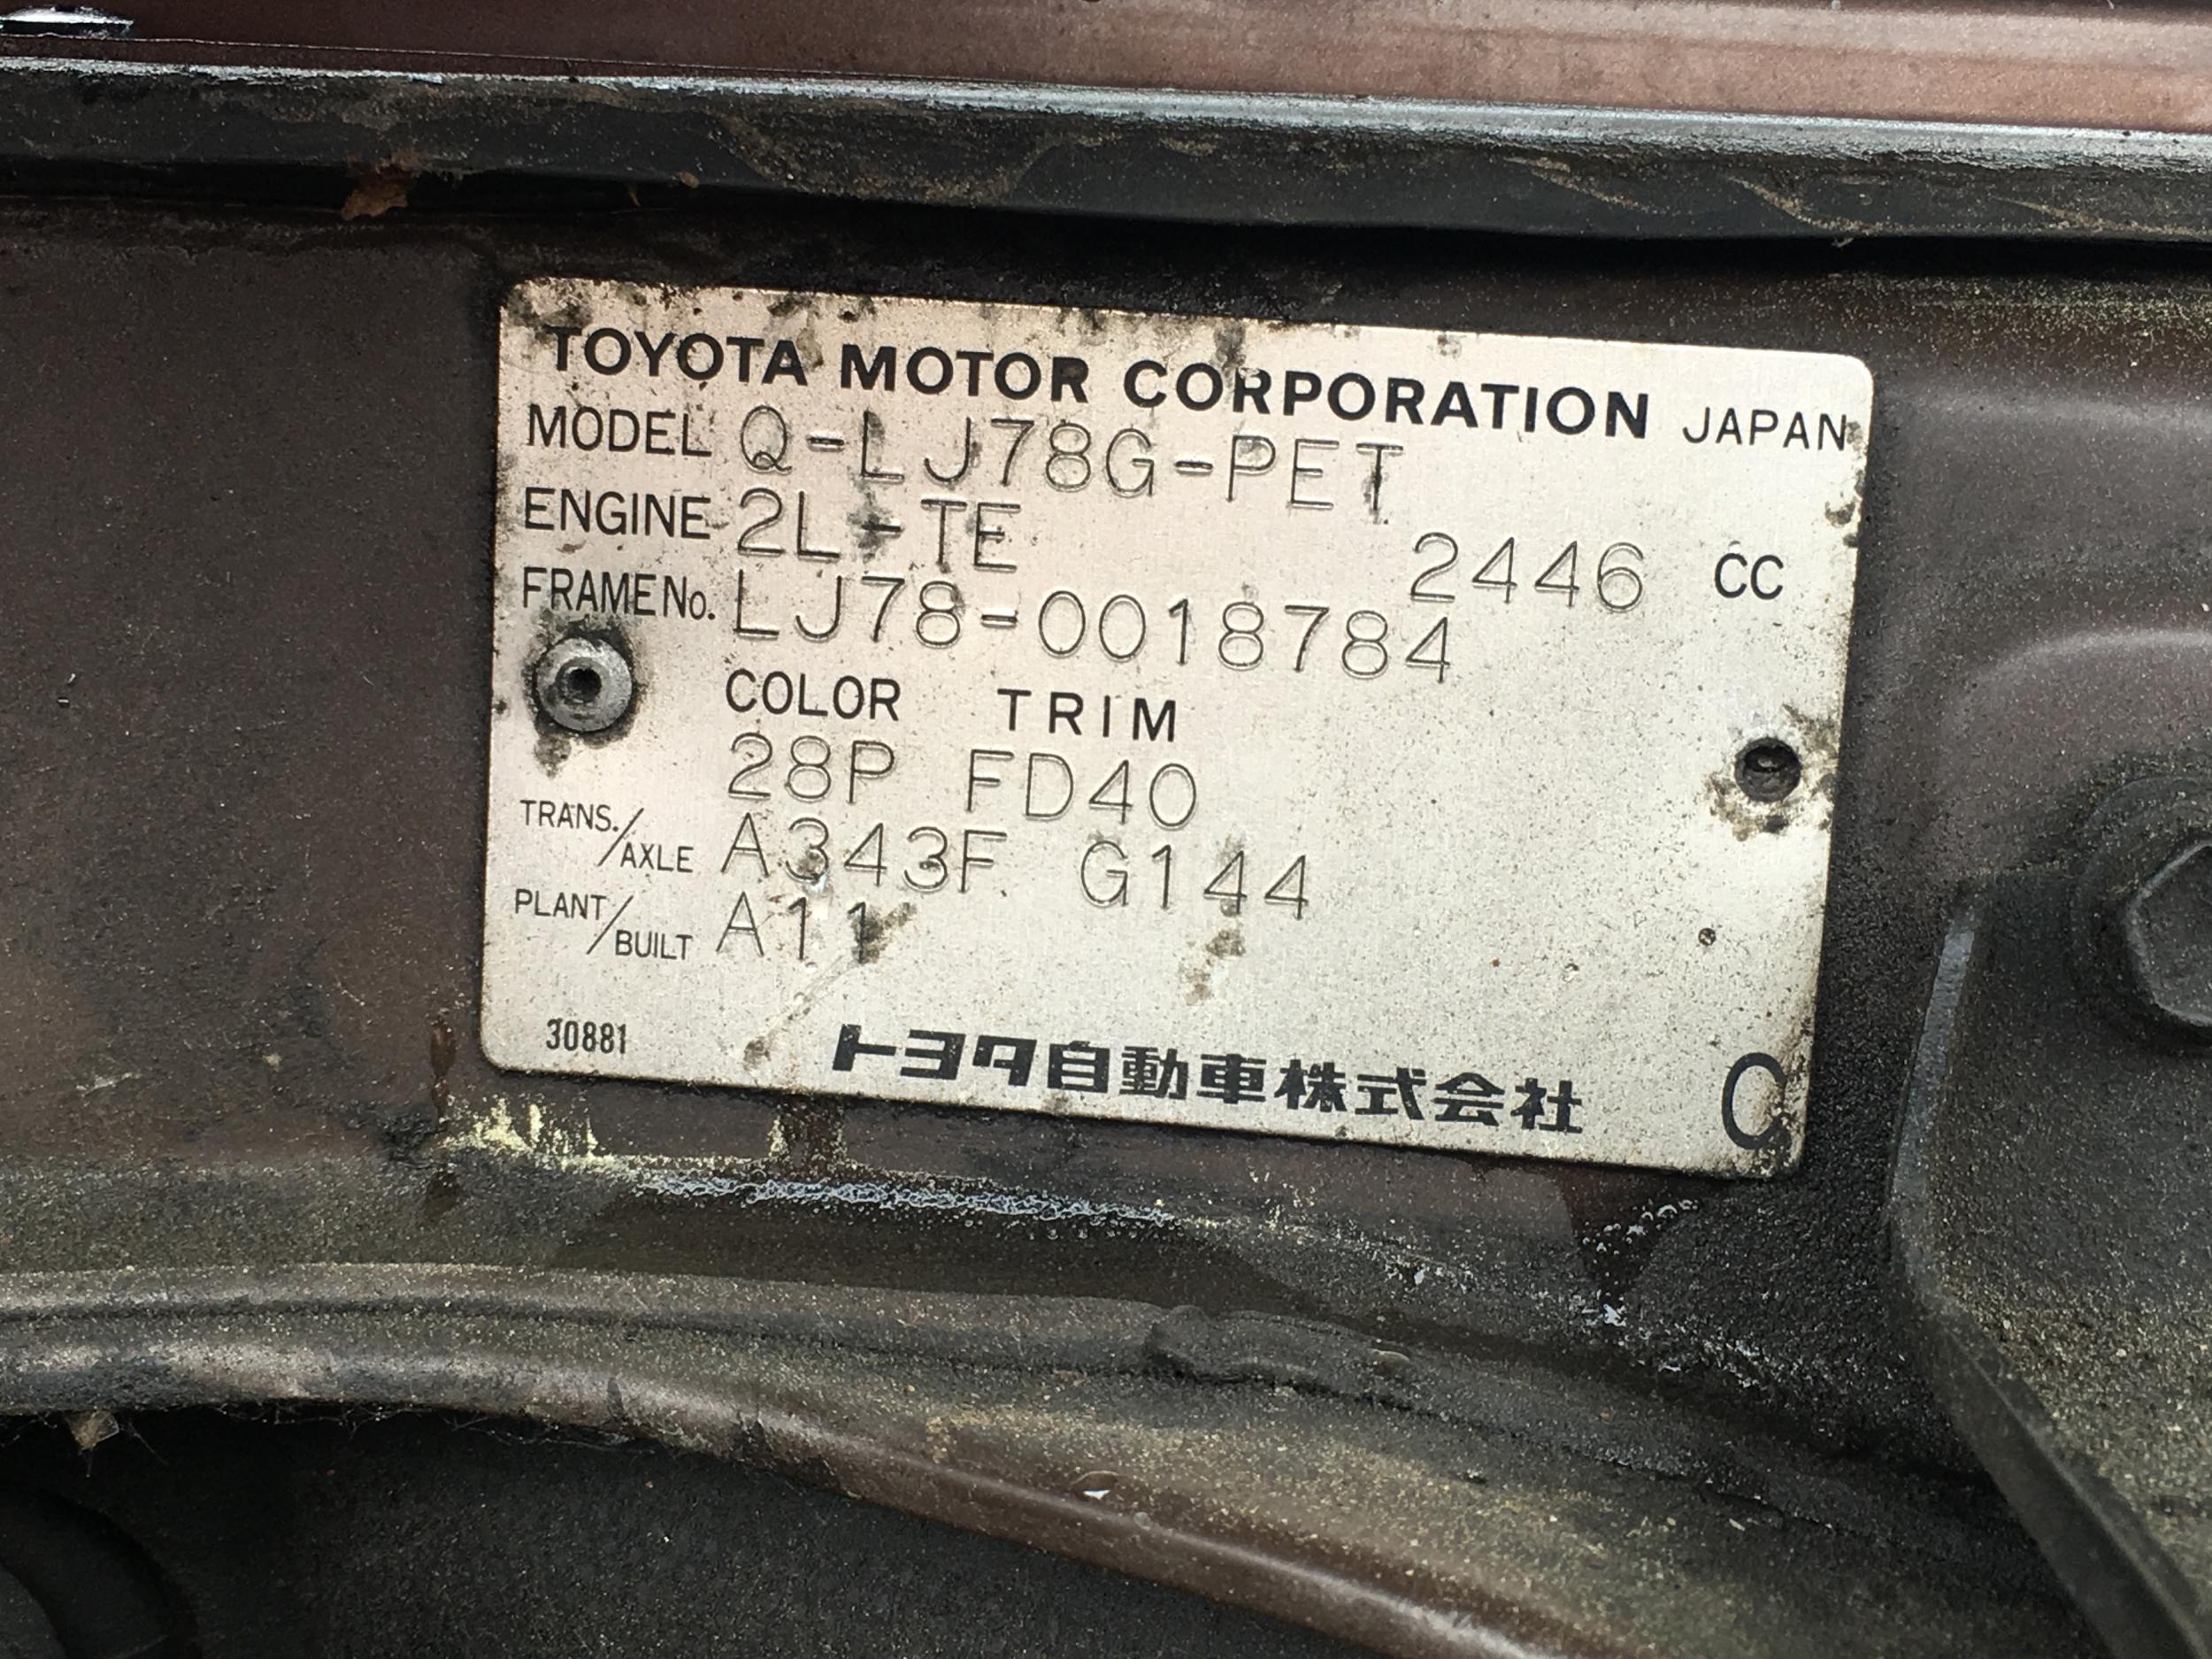 TOYOTA MOTOR CORPORATION JAPAN
MODEL Q-LJ78G-PET
ENGINE 2L-TE 2446 CC
FRAME No. LJ78-0018784
COLOR TRIM
28P FD40
TRANS./AXLE A343F G144
PLANT/BUILT A11
30881 トヨタ自動車株式会社 C